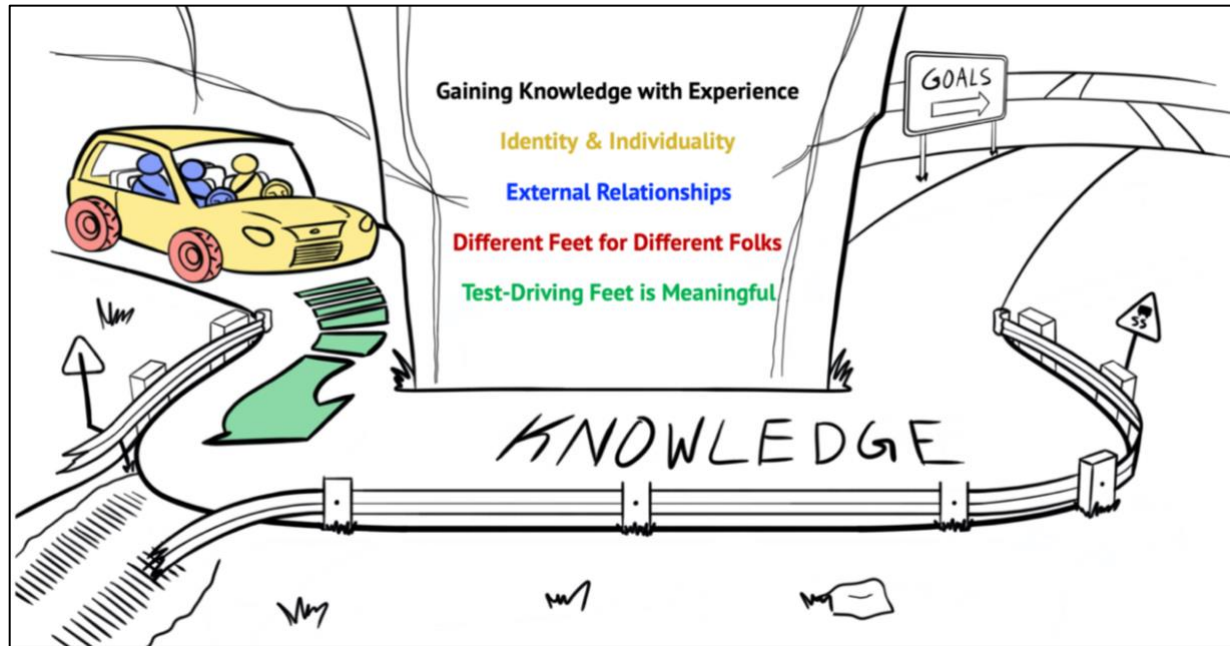 Gaining Knowledge with Experience
Identity & Individuality
External Relationships
Different Feet for Different Folks
Test-Driving Feet is Meaningful
GOALS
KNOWLEDGE